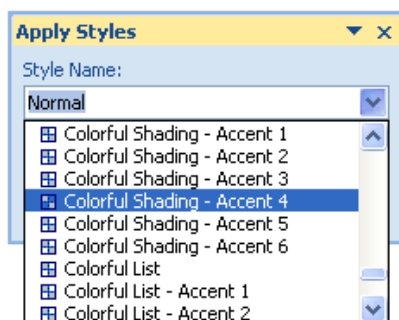 Apply Styles
Style Name:
Normal
Colorful Shading - Accent 1
Colorful Shading - Accent 2
Colorful Shading - Accent 3
Colorful Shading - Accent 4
Colorful Shading - Accent 5
Colorful Shading - Accent 6
Colorful List
Colorful List - Accent 1
Colorful List - Accent 2